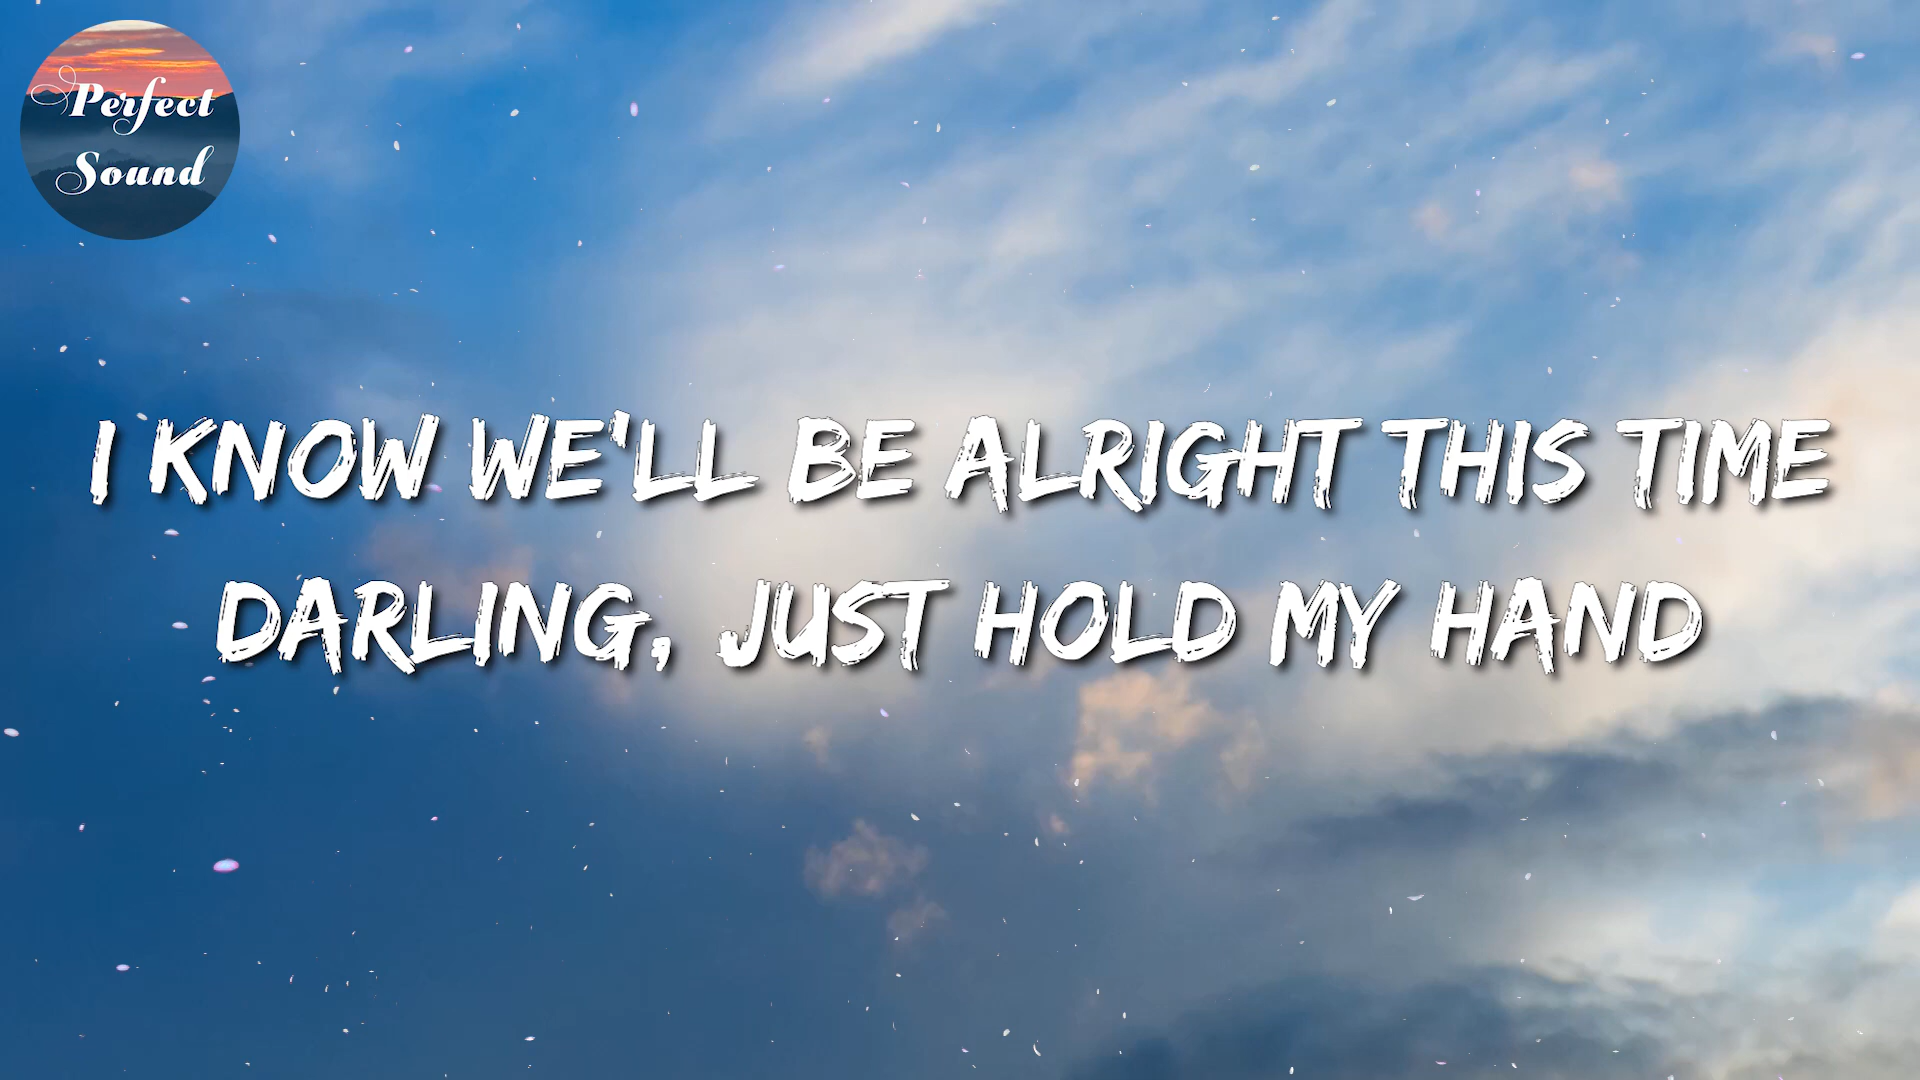 Perfect
Sound
I KNOW WE'LL BE ALRIGHT THIS TIME
DARLING, JUST HOLD MY HAND